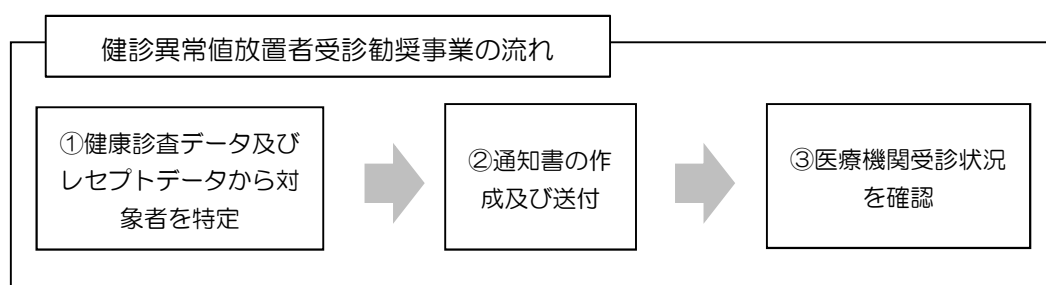 健診異常値放置者受診勧奨事業の流れ
①健康診査データ及び
レセプトデータから対
象者を特定
②通知書の作
成及び送付
③医療機関受診状況
を確認